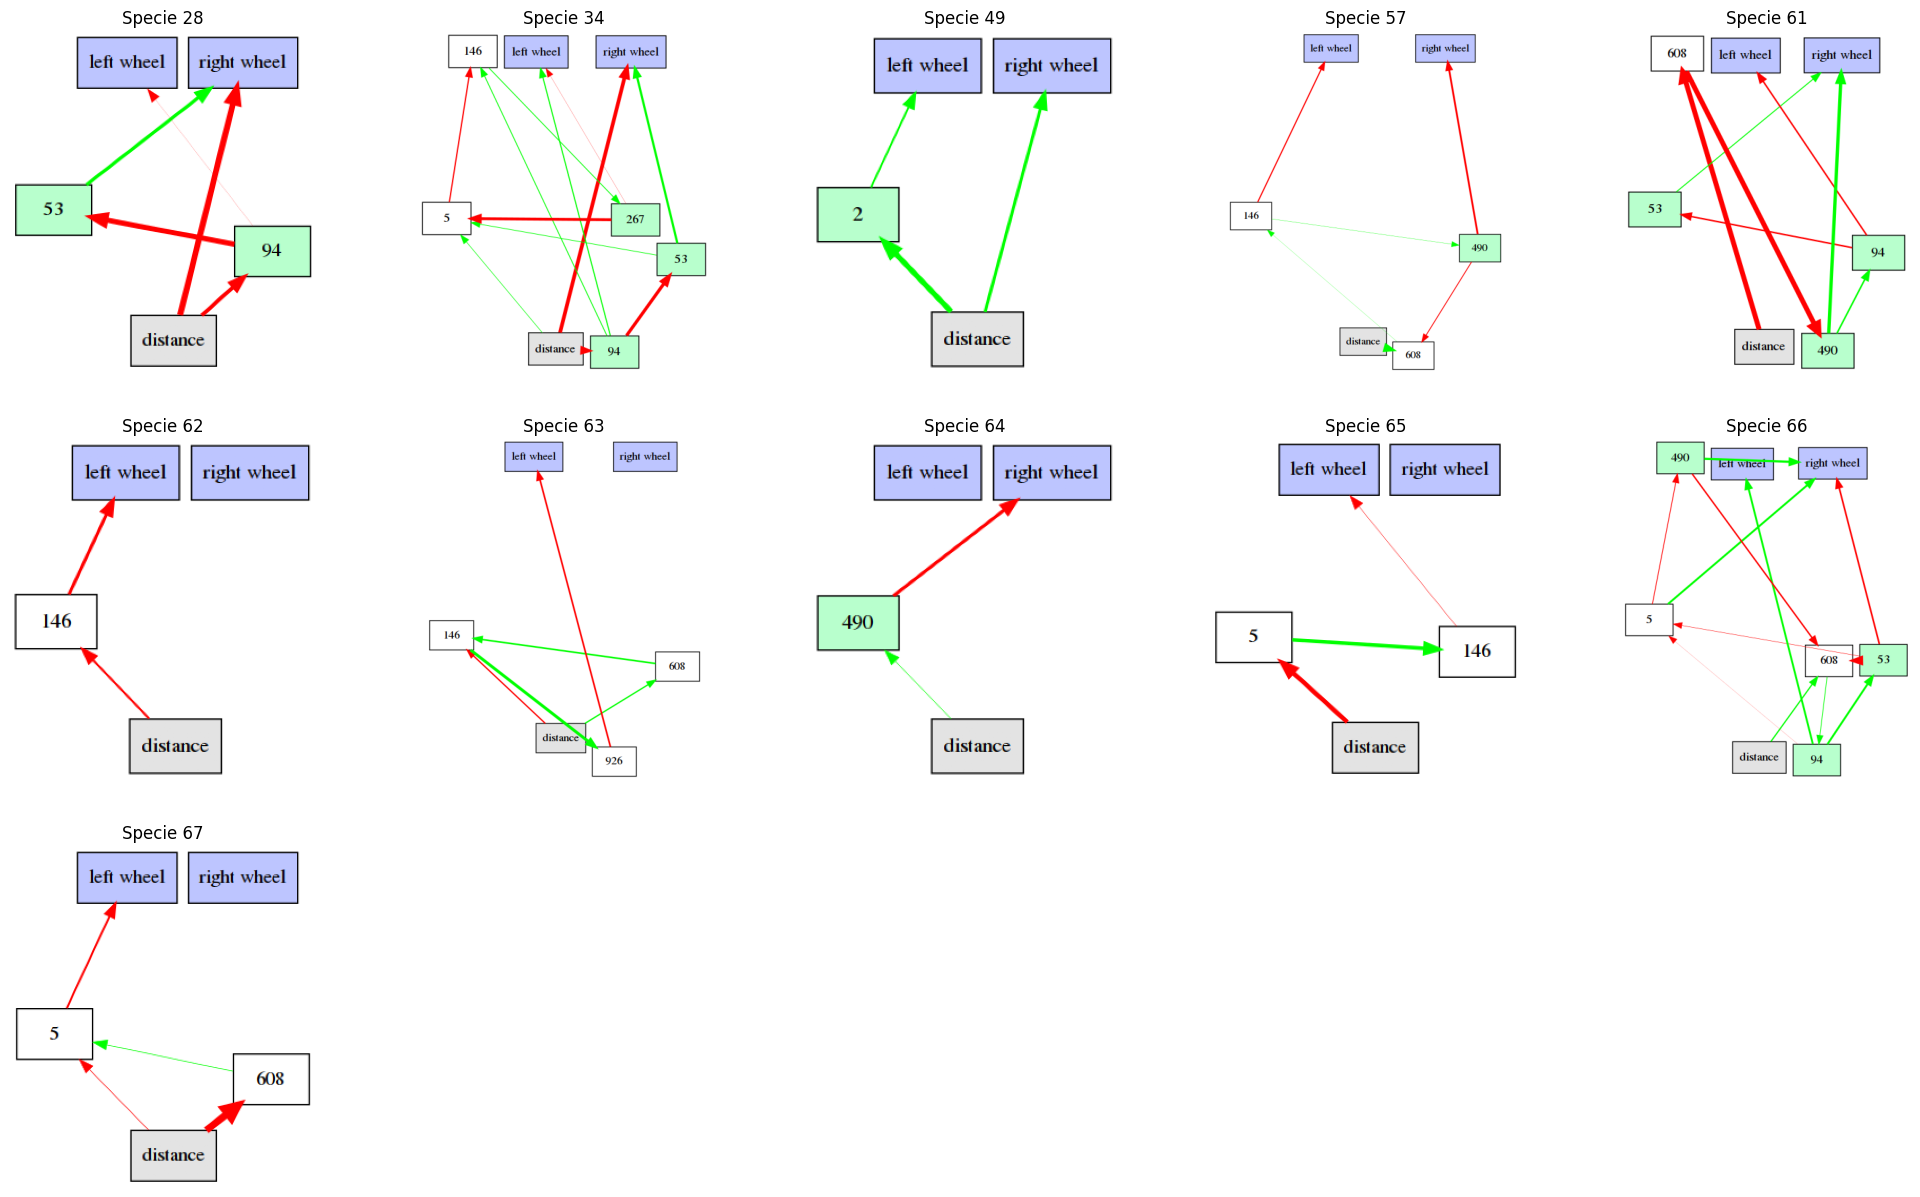 Specie 28
left wheel
right wheel
53
94
distance
Specie 34
146
left wheel
right wheel
5
267
53
distance
94
Specie 49
left wheel
right wheel
2
distance
Specie 57
left wheel
right wheel
146
490
distance
608
Specie 61
608
left wheel
right wheel
53
94
distance
490
Specie 62
left wheel
right wheel
146
distance
Specie 63
left wheel
right wheel
146
608
distance
926
Specie 64
left wheel
right wheel
490
distance
Specie 65
left wheel
right wheel
5
146
distance
Specie 66
490
left wheel
right wheel
5
608
53
distance
94
Specie 67
left wheel
right wheel
5
608
distance